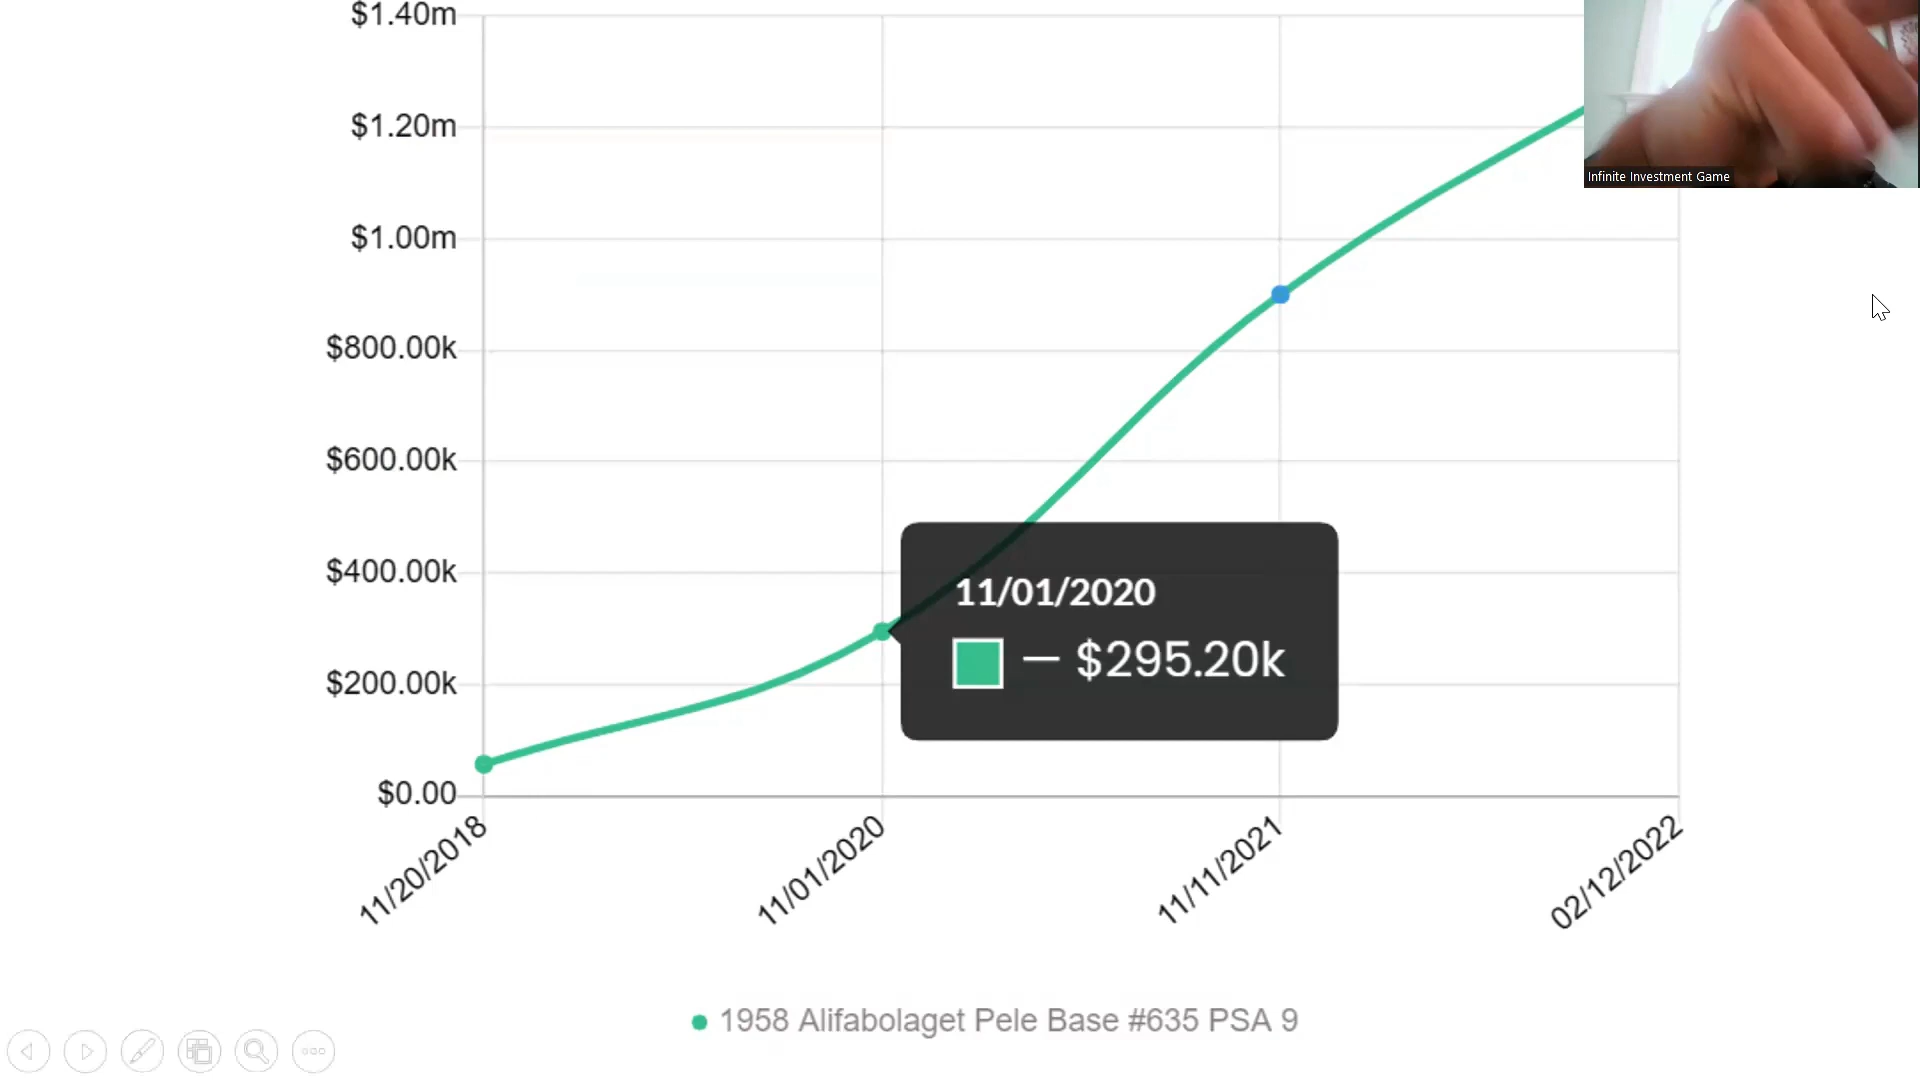 $1.40m
$1.20m
$1.00m
$800.00k
$600.00k
$400.00k
$200.00k
$0.00
11/20/2018
11/01/2020
11/11/2021
02/12/2022
11/01/2020
— $295.20k
1958 Alifabolaget Pele Base #635 PSA 9
Infinite Investment Game